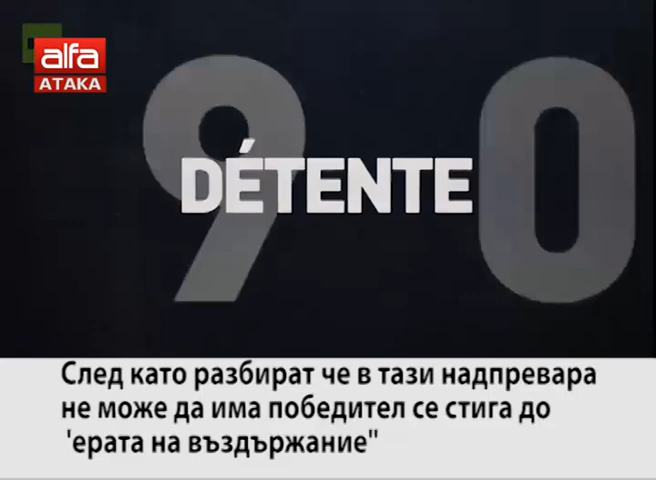 alfa
АТАКА
9 0
DÉTENTE
След като разбират че в тази надпревара
не може да има победител се стига до
'ерата на въздържание"